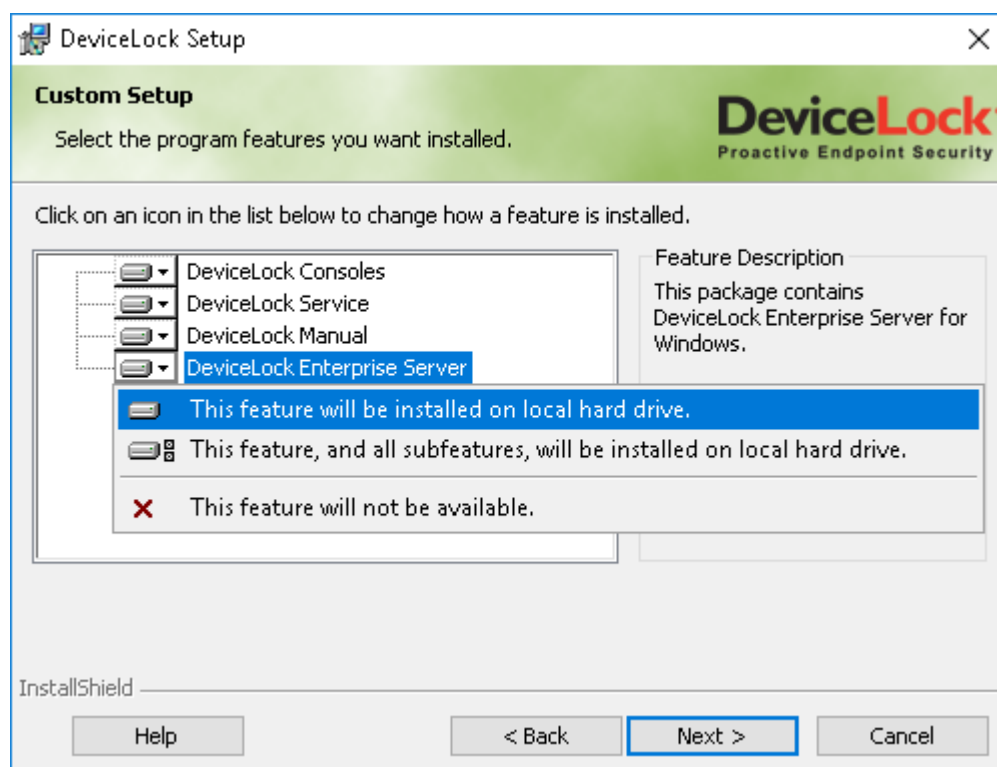 DeviceLock Setup
Custom Setup
Select the program features you want installed.
DeviceLock
Proactive Endpoint Security
Click on an icon in the list below to change how a feature is installed.
DeviceLock Consoles
DeviceLock Service
DeviceLock Manual
DeviceLock Enterprise Server
This feature will be installed on local hard drive.
This feature, and all subfeatures, will be installed on local hard drive.
This feature will not be available.
Feature Description
This package contains
DeviceLock Enterprise Server for
Windows.
InstallShield
Help
< Back
Next >
Cancel